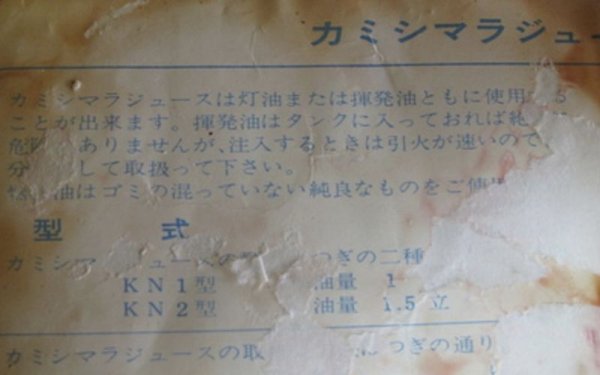 カミシマラジュー
カミシマラジュースは灯油または揮発油ともに使用 る
ことが出来ます。揮発油はタンクに入っておれば絶
危 ありませんが、注入するときは引火が速いので
分 して取扱って下さい。
油はゴミの混っていない純良なものをご使用
型 式
カミシマ ジュースの つぎの二種
KN1型 油量 1
KN2型 油量 1.5立
カミシマラジュースの取 つぎの通り